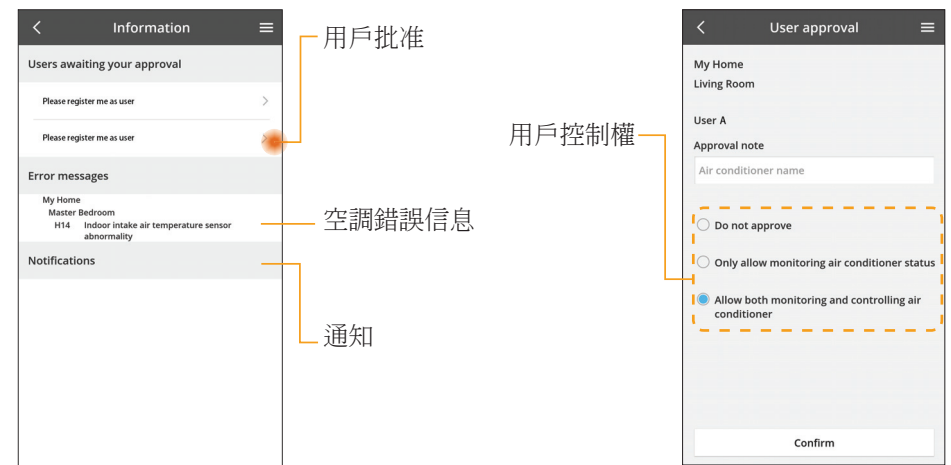 Information
Users awaiting your approval
Please register me as user
Please register me as user
Error messages
My Home
Master Bedroom
H14 Indoor intake air temperature sensor
abnormality
Notifications
用戶批准
空調錯誤信息
通知
用戶控制權
User approval
My Home
Living Room
User A
Approval note
Air conditioner name
Do not approve
Only allow monitoring air conditioner status
Allow both monitoring and controlling air
conditioner
Confirm